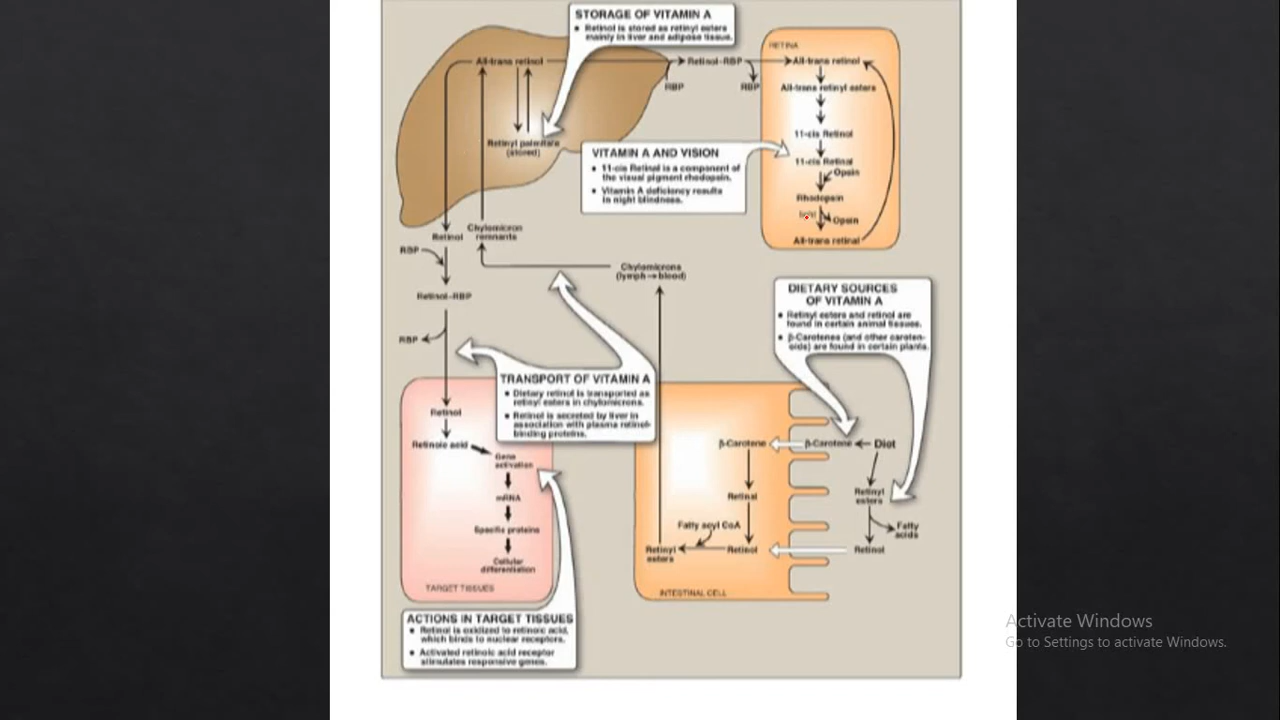 STORAGE OF VITAMIN A
• Retinol is stored as retinyl esters
mainly in liver and adipose tissue.
RETINA
All-trans retinol
Retinol-RBP
All-trans retinol
RBP
RBP
All-trans retinyl esters
11-cis Retinol
11-cis Retinal
Opsin
Rhodopsin
Opsin
All-trans retinal
Retinyl palmitate
(stored)
VITAMIN A AND VISION
• 11-cis Retinal is a component of
the visual pigment rhodopsin.
• Vitamin A deficiency results
in night blindness.
Retinol
Chylomicron
remnants
RBP
Retinol-RBP
RBP
Chylomicrons
(lymph→blood)
DIETARY SOURCES
OF VITAMIN A
• Retinyl esters and retinol are
found in certain animal tissues.
• β-Carotenes (and other caroten-
oids) are found in certain plants.
TRANSPORT OF VITAMIN A
• Dietary retinol is transported as
retinyl esters in chylomicrons.
• Retinol is secreted by liver in
association with plasma retinol-
binding proteins.
Retinol
Retinoic acid
Gene
activation
mRNA
Specific proteins
Cellular
differentiation
TARGET TISSUES
β-Carotene
β-Carotene
Diet
Retinal
Retinyl
esters
Fatty acyl CoA
Fatty
acids
Retinyl
esters
Retinol
Retinol
INTESTINAL CELL
ACTIONS IN TARGET TISSUES
• Retinol is oxidized to retinoic acid,
which binds to nuclear receptors.
• Activated retinoic acid receptor
stimulates responsive genes.
Activate Windows
Go to Settings to activate Windows.